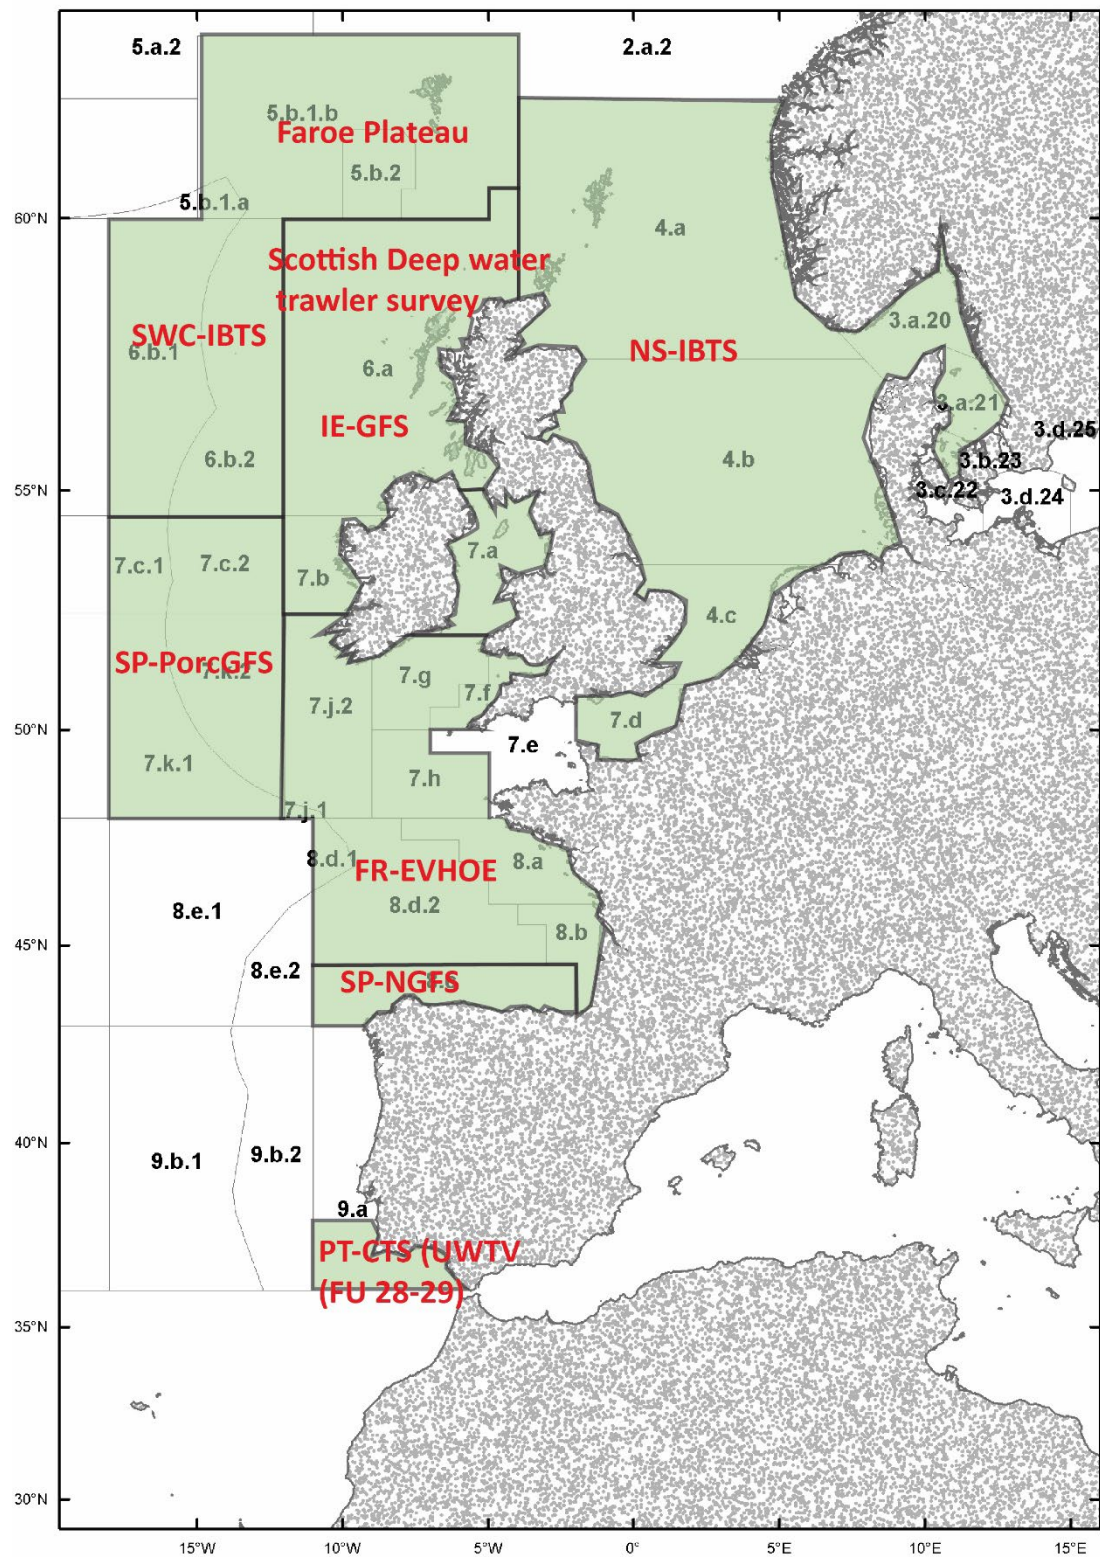 5.a.2
2.a.2
5.b.1.b
Faroe Plateau
5.b.2
5.b.1.a
60°N
4.a
Scottish Deep water
trawler survey
3.a.20
SWC-IBTS
6.b.1
NS-IBTS
6.a
3.a.21
IE-GFS
3.d.25
6.b.2
4.b
3.b.23
55°N
3.c.22
3.d.24
7.a
7.c.1
7.c.2
7.b
4.c
SP-PorcGFS
7.k.2
7.g
7.f
7.j.2
7.d
50°N
7.e
7.k.1
7.h
7.j.1
8.d.1
8.a
FR-EVHOE
8.e.1
8.d.2
8.b
45°N
8.e.2
SP-NGFS
40°N
9.b.1
9.b.2
9.a
PT-CTS (UWTV
(FU 28-29)
35°N
30°N
15°W
10°W
5°W
0°
5°E
10°E
15°E